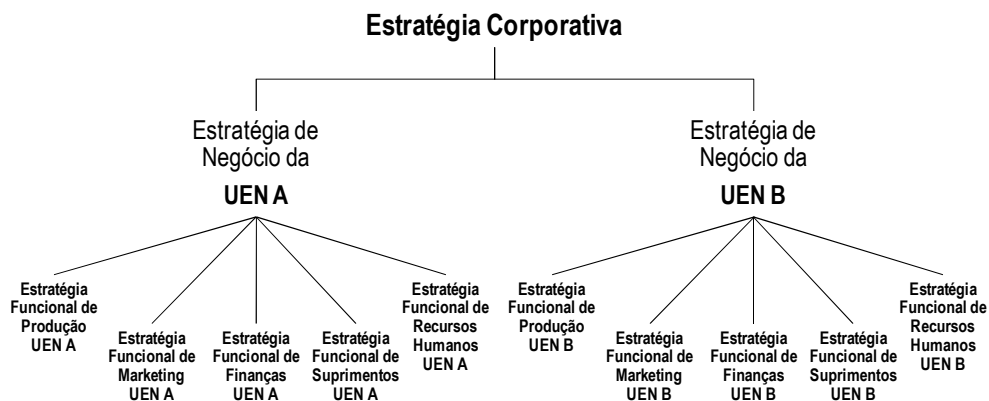 Estratégia Corporativa
Estratégia de
Negócio da
UEN A
Estratégia de
Negócio da
UEN B
Estratégia
Funcional de
Produção
UEN A
Estratégia
Funcional de
Marketing
UEN A
Estratégia
Funcional de
Finanças
UEN A
Estratégia
Funcional de
Suprimentos
UEN A
Estratégia
Funcional de
Recursos
Humanos
UEN A
Estratégia
Funcional de
Produção
UEN B
Estratégia
Funcional de
Marketing
UEN B
Estratégia
Funcional de
Finanças
UEN B
Estratégia
Funcional de
Suprimentos
UEN B
Estratégia
Funcional de
Recursos
Humanos
UEN B